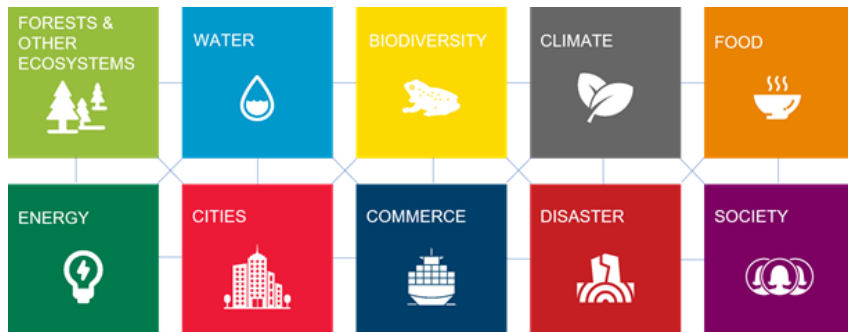 FORESTS &
OTHER
ECOSYSTEMS
WATER
BIODIVERSITY
CLIMATE
FOOD
ENERGY
CITIES
COMMERCE
DISASTER
SOCIETY